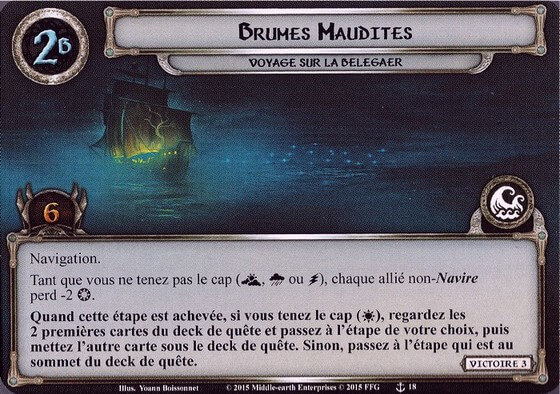 2B
BRUMES MAUDITES
VOYAGE SUR LA BELEGAER
6
Navigation.
Tant que vous ne tenez pas le cap (, ou ), chaque allié non-Navire
perd -2 .
Quand cette étape est achevée, si vous tenez le cap (), regardez les
2 premières cartes du deck de quête et passez à l'étape de votre choix, puis
mettez l'autre carte sous le deck de quête. Sinon, passez à l'étape qui est au
sommet du deck de quête.
VICTOIRE 3
Illus. Yoann Boissonnet © 2015 Middle-earth Enterprises © 2015 FFG 18